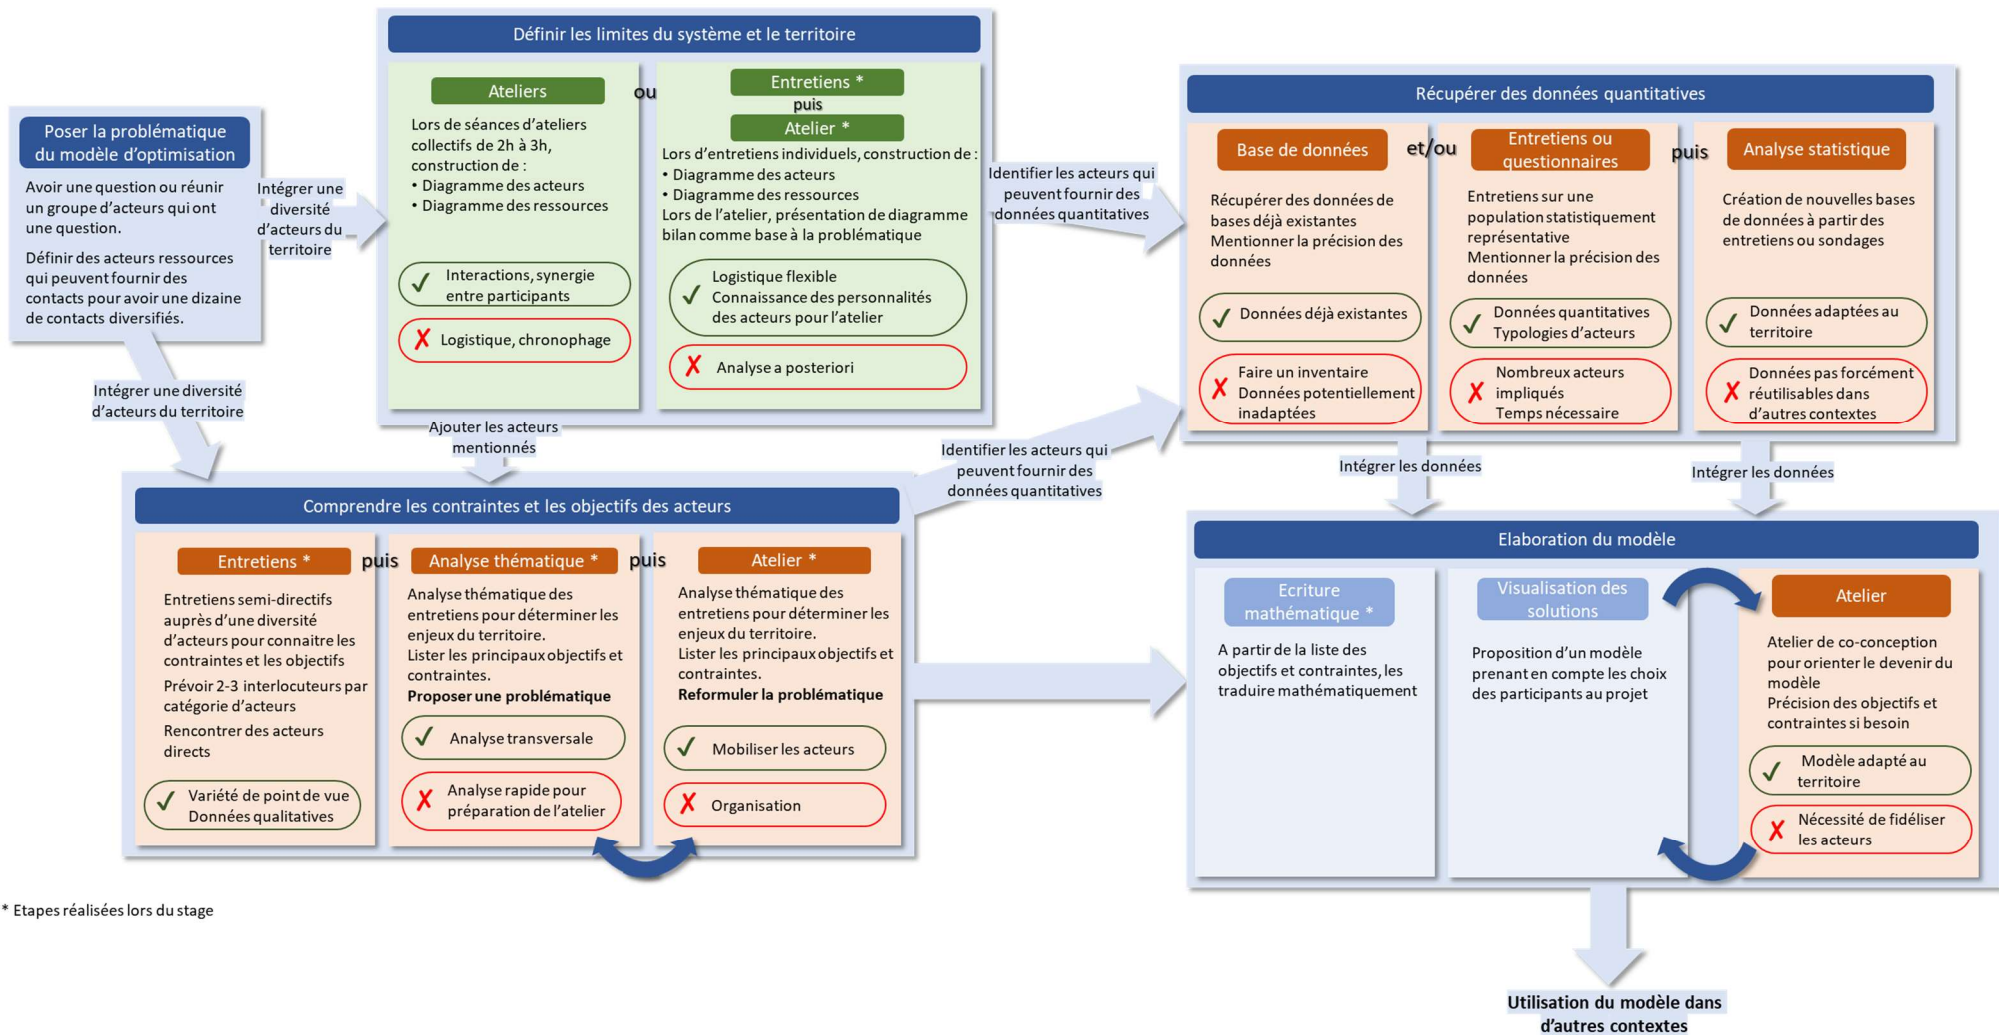 Poser la problématique
du modèle d'optimisation
Avoir une question ou réunir
un groupe d'acteurs qui ont
une question.
Définir des acteurs ressources
qui peuvent fournir des
contacts pour avoir une dizaine
de contacts diversifiés.
Intégrer une
diversité
d'acteurs du
territoire
Intégrer une diversité
d'acteurs du territoire
Définir les limites du système et le territoire
Ateliers
Lors de séances d'ateliers
collectifs de 2h à 3h,
construction de :
• Diagramme des acteurs
• Diagramme des ressources
✓ Interactions, synergie
entre participants
✗ Logistique, chronophage
ou
Entretiens *
puis
Atelier *
Lors d'entretiens individuels, construction de :
• Diagramme des acteurs
• Diagramme des ressources
Lors de l'atelier, présentation de diagramme
bilan comme base à la problématique
✓ Logistique flexible
Connaissance des personnalités
des acteurs pour l'atelier
✗ Analyse a posteriori
Ajouter les acteurs
mentionnés
Identifier les acteurs qui
peuvent fournir des
données quantitatives
Identifier les acteurs qui
peuvent fournir des
données quantitatives
Récupérer des données quantitatives
Base de données
Récupérer des données de
bases déjà existantes
Mentionner la précision des
données
✓ Données déjà existantes
✗ Faire un inventaire
Données potentiellement
inadaptées
et/ou
Entretiens ou
questionnaires
Entretiens sur une
population statistiquement
représentative
Mentionner la précision des
données
✓ Données quantitatives
Typologies d'acteurs
✗ Nombreux acteurs
impliqués
Temps nécessaire
puis
Analyse statistique
Création de nouvelles bases
de données à partir des
entretiens ou sondages
✓ Données adaptées au
territoire
✗ Données pas forcément
réutilisables dans
d'autres contextes
Intégrer les données
Intégrer les données
Comprendre les contraintes et les objectifs des acteurs
Entretiens *
Entretiens semi-directifs
auprès d'une diversité
d'acteurs pour connaitre les
contraintes et les objectifs
Prévoir 2-3 interlocuteurs par
catégorie d'acteurs
Rencontrer des acteurs
directs
✓ Variété de point de vue
Données qualitatives
puis
Analyse thématique *
Analyse thématique des
entretiens pour déterminer les
enjeux du territoire.
Lister les principaux objectifs et
contraintes.
Proposer une problématique
✓ Analyse transversale
✗ Analyse rapide pour
préparation de l'atelier
puis
Atelier *
Analyse thématique des
entretiens pour déterminer les
enjeux du territoire.
Lister les principaux objectifs et
contraintes.
Reformuler la problématique
✓ Mobiliser les acteurs
✗ Organisation
Elaboration du modèle
Ecriture
mathématique *
A partir de la liste des
objectifs et contraintes, les
traduire mathématiquement
Visualisation des
solutions
Proposition d'un modèle
prenant en compte les choix
des participants au projet
Atelier
Atelier de co-conception
pour orienter le devenir du
modèle
Précision des objectifs et
contraintes si besoin
✓ Modèle adapté au
territoire
✗ Nécessité de fidéliser
les acteurs
* Etapes réalisées lors du stage
Utilisation du modèle dans
d'autres contextes